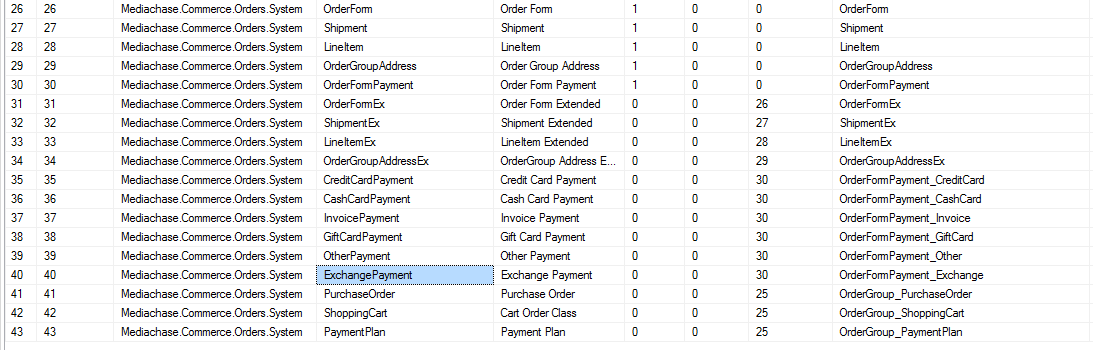 26 26 Mediachase.Commerce.Orders.System OrderForm Order Form 1 0 0 OrderForm
27 27 Mediachase.Commerce.Orders.System Shipment Shipment 1 0 0 Shipment
28 28 Mediachase.Commerce.Orders.System LineItem LineItem 1 0 0 LineItem
29 29 Mediachase.Commerce.Orders.System OrderGroupAddress Order Group Address 1 0 0 OrderGroupAddress
30 30 Mediachase.Commerce.Orders.System OrderFormPayment Order Form Payment 1 0 0 OrderFormPayment
31 31 Mediachase.Commerce.Orders.System OrderFormEx Order Form Extended 0 0 26 OrderFormEx
32 32 Mediachase.Commerce.Orders.System ShipmentEx Shipment Extended 0 0 27 ShipmentEx
33 33 Mediachase.Commerce.Orders.System LineItemEx LineItem Extended 0 0 28 LineItemEx
34 34 Mediachase.Commerce.Orders.System OrderGroupAddressEx OrderGroup Address E... 0 0 29 OrderGroupAddressEx
35 35 Mediachase.Commerce.Orders.System CreditCardPayment Credit Card Payment 0 0 30 OrderFormPayment_CreditCard
36 36 Mediachase.Commerce.Orders.System CashCardPayment Cash Card Payment 0 0 30 OrderFormPayment_CashCard
37 37 Mediachase.Commerce.Orders.System InvoicePayment Invoice Payment 0 0 30 OrderFormPayment_Invoice
38 38 Mediachase.Commerce.Orders.System GiftCardPayment Gift Card Payment 0 0 30 OrderFormPayment_GiftCard
39 39 Mediachase.Commerce.Orders.System OtherPayment Other Payment 0 0 30 OrderFormPayment_Other
40 40 Mediachase.Commerce.Orders.System ExchangePayment Exchange Payment 0 0 30 OrderFormPayment_Exchange
41 41 Mediachase.Commerce.Orders.System PurchaseOrder Purchase Order 0 0 25 OrderGroup_PurchaseOrder
42 42 Mediachase.Commerce.Orders.System ShoppingCart Cart Order Class 0 0 25 OrderGroup_ShoppingCart
43 43 Mediachase.Commerce.Orders.System PaymentPlan Payment Plan 0 0 25 OrderGroup_PaymentPlan